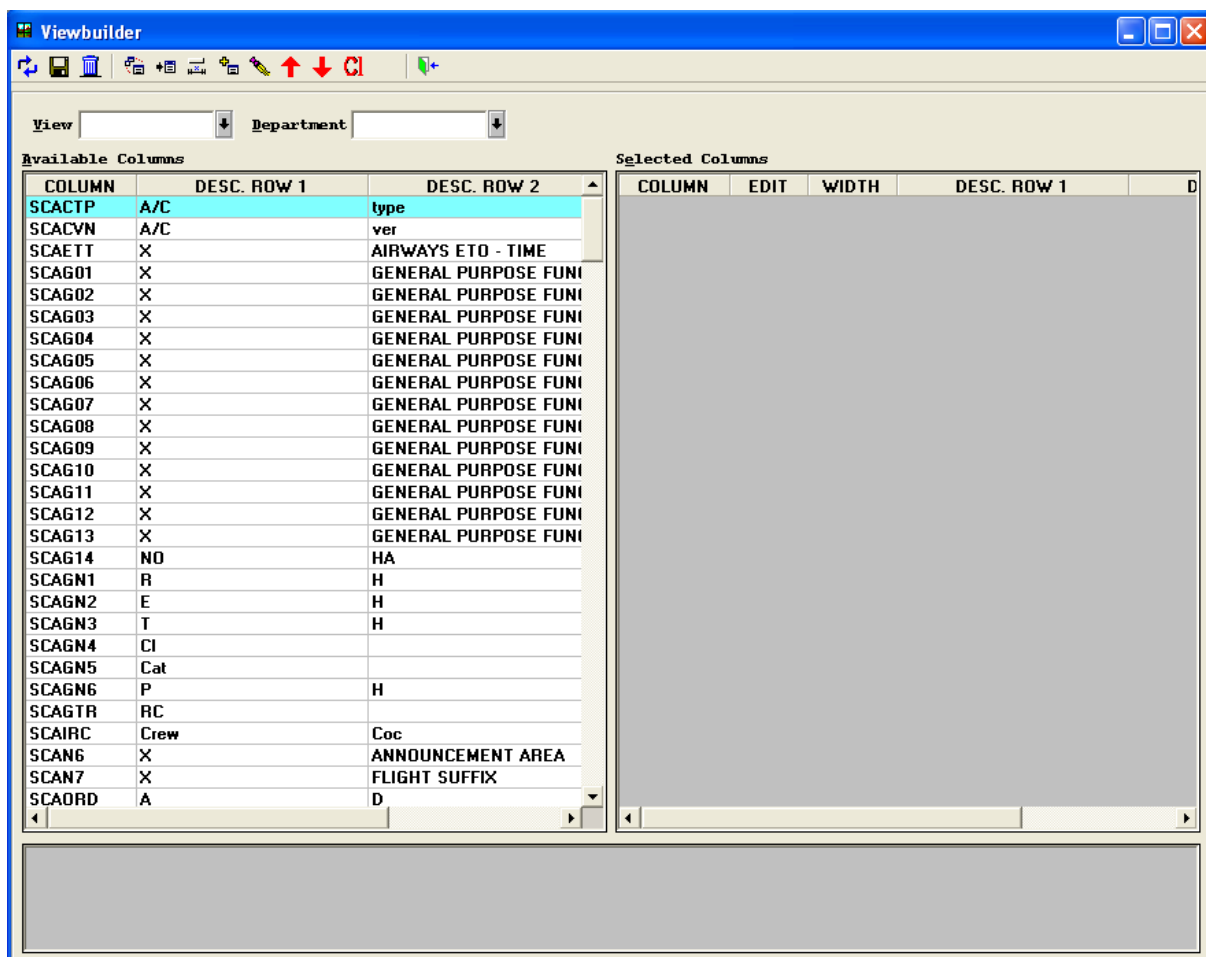 Viewbuilder
Cl
View Department
Available Columns Selected Columns
COLUMN DESC. ROW 1 DESC. ROW 2 COLUMN EDIT WIDTH DESC. ROW 1 D
SCACTP A/C type
SCACVN A/C ver
SCAETT X AIRWAYS ETO - TIME
SCAG01 X GENERAL PURPOSE FUN
SCAG02 X GENERAL PURPOSE FUN
SCAG03 X GENERAL PURPOSE FUN
SCAG04 X GENERAL PURPOSE FUN
SCAG05 X GENERAL PURPOSE FUN
SCAG06 X GENERAL PURPOSE FUN
SCAG07 X GENERAL PURPOSE FUN
SCAG08 X GENERAL PURPOSE FUN
SCAG09 X GENERAL PURPOSE FUN
SCAG10 X GENERAL PURPOSE FUN
SCAG11 X GENERAL PURPOSE FUN
SCAG12 X GENERAL PURPOSE FUN
SCAG13 X GENERAL PURPOSE FUN
SCAG14 NO HA
SCAGN1 R H
SCAGN2 E H
SCAGN3 T H
SCAGN4 Cl
SCAGN5 Cat
SCAGN6 P H
SCAGTR RC
SCAIRC Crew Coc
SCAN6 X ANNOUNCEMENT AREA
SCAN7 X FLIGHT SUFFIX
SCAORD A D